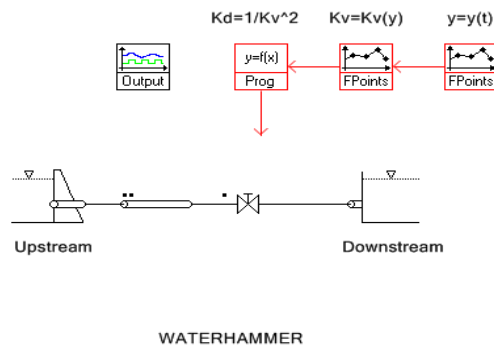 Kd=1/Kv^2 Kv=Kv(y) y=y(t)
y=f(x)
Output Prog FPoints FPoints
Upstream Downstream
WATERHAMMER